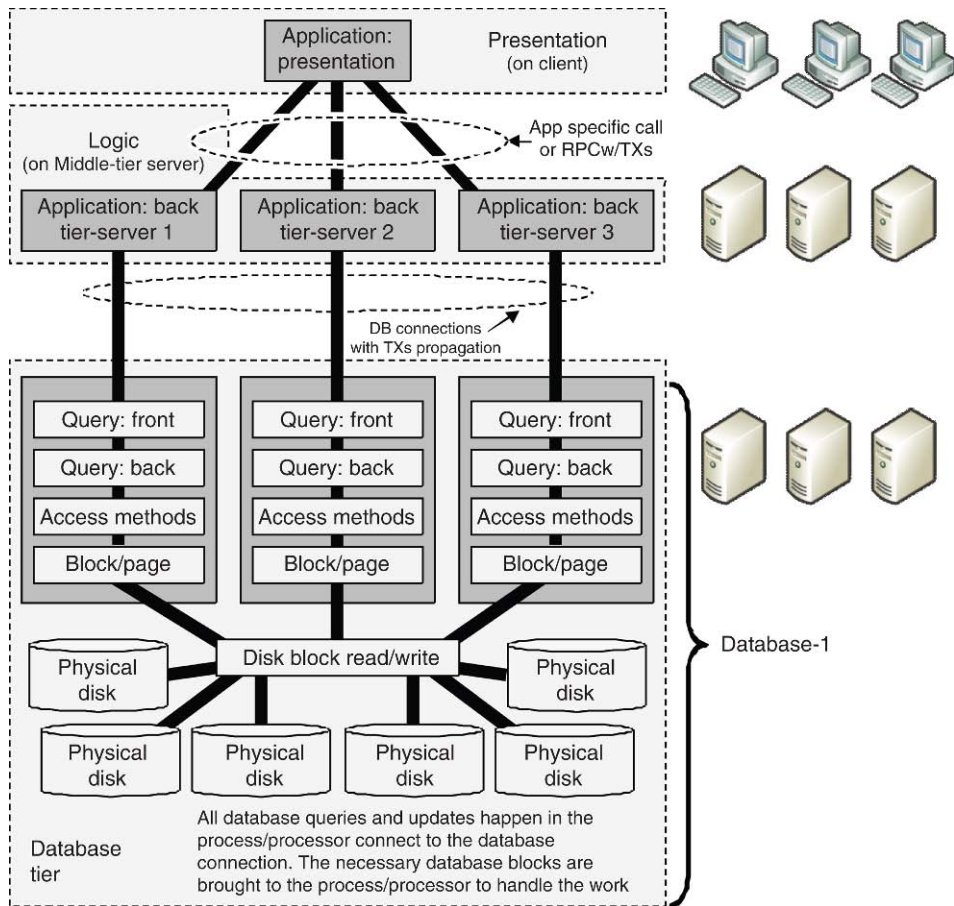 Application:
presentation
Presentation
(on client)
Logic
(on Middle-tier server)
App specific call
or RPCw/TXs
Application: back
tier-server 1
Application: back
tier-server 2
Application: back
tier-server 3
DB connections
with TXs propagation
Query: front
Query: front
Query: front
Query: back
Query: back
Query: back
Access methods
Access methods
Access methods
Block/page
Block/page
Block/page
Disk block read/write
Database-1
Physical
disk
Physical
disk
Physical
disk
Physical
disk
Physical
disk
Physical
disk
All database queries and updates happen in the
process/processor connect to the database
connection. The necessary database blocks are
brought to the process/processor to handle the work
Database
tier